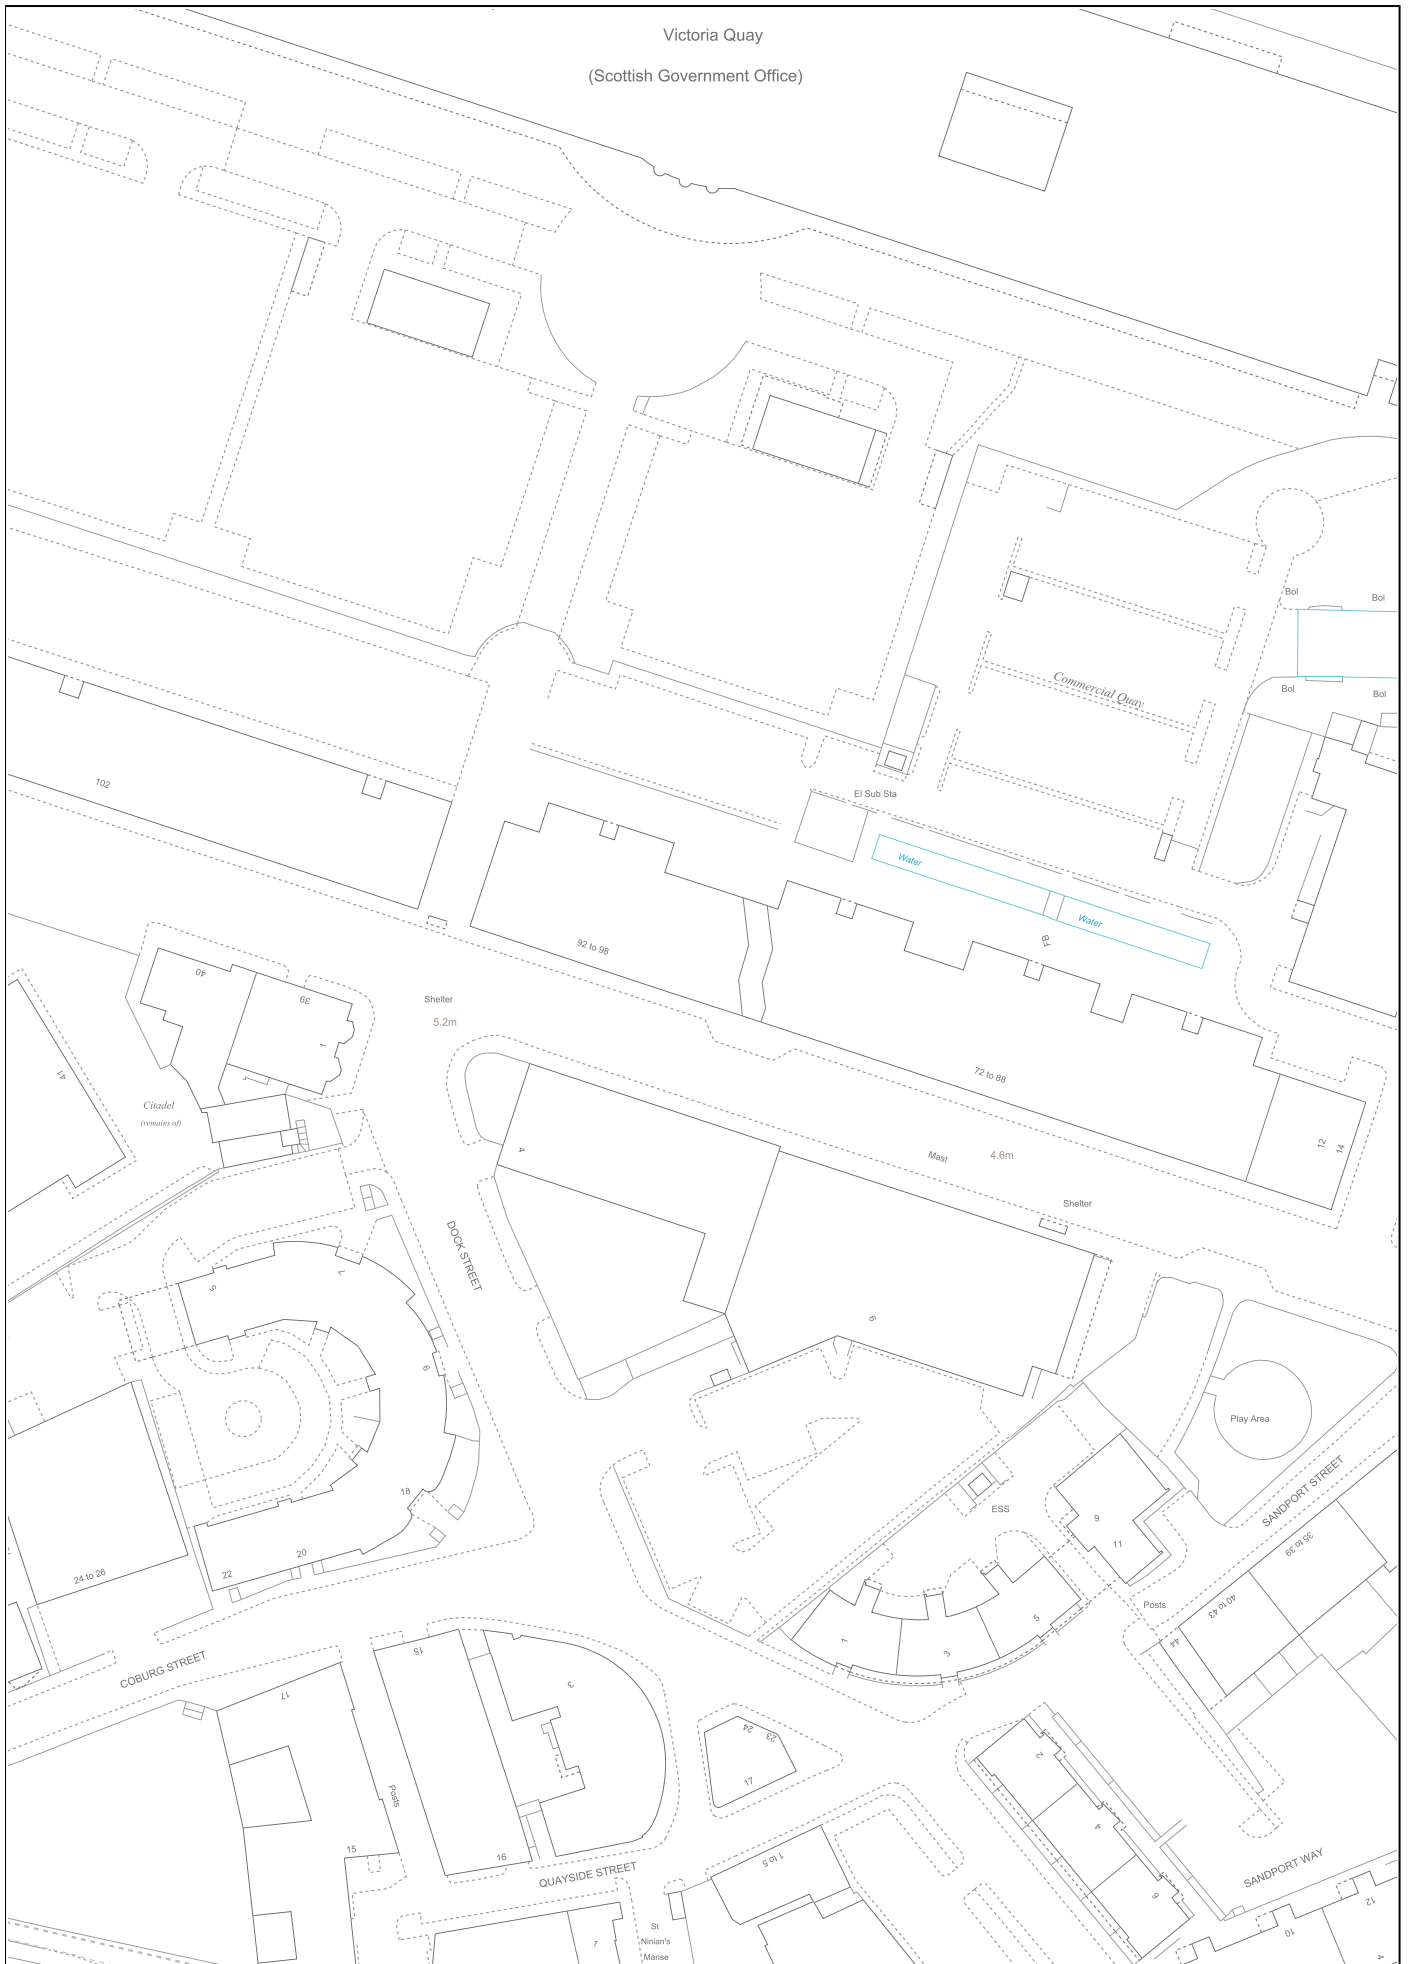 Victoria Quay
(Scottish Government Office)
Bol
Bol
Commercial Quay
Bol
Bol
102
El Sub Sta
Water
Water
FB
92 to 98
40
39
1
Shelter
5.2m
41
Citadel
(remains of)
72 to 88
12
14
4
Mast
4.6m
Shelter
DOCK STREET
5
7
6
9
Play Area
18
SANDPORT STREET
ESS
9
11
35 to 39
20
22
24 to 26
40 to 43
Posts
5
1
3
44
COBURG STREET
15
17
3
24
23
17
2
Posts
4
15
16
1 to 5
QUAYSIDE STREET
6
SANDPORT WAY
12
10
St
Ninian's
Manse
1
4